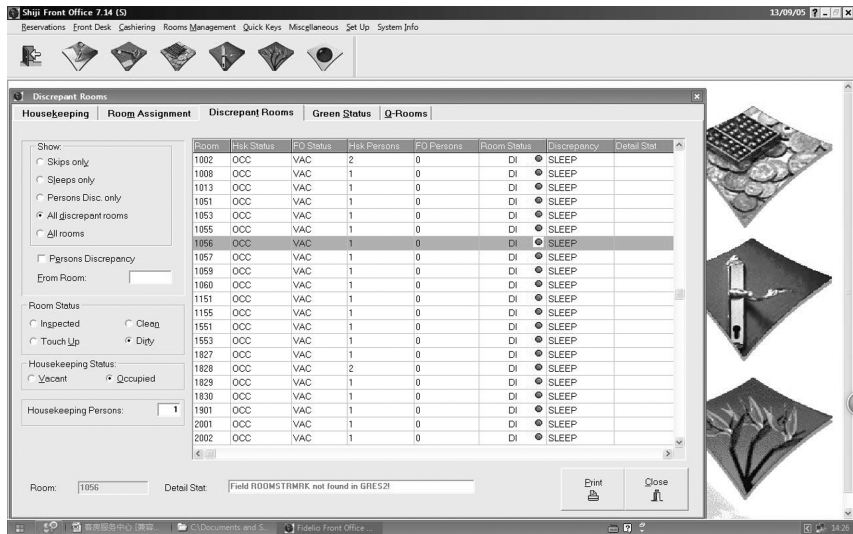 Shiji Front Office 7.14 (S) 13/09/05
Reservations Front Desk Cashiering Rooms Management Quick Keys Miscellaneous Set Up System Info
Discrepant Rooms
Housekeeping Room Assignment Discrepant Rooms Green Status Q-Rooms
Show:
Skips only
Sleeps only
Persons Disc. only
All discrepant rooms
All rooms
Persons Discrepancy
From Room:
Room Status
Inspected Clean
Touch Up Dirty
Housekeeping Status:
Vacant Occupied
Housekeeping Persons: 1
Room Hsk Status FO Status Hsk Persons FO Persons Room Status Discrepancy Detail Stat
1002 OCC VAC 2 0 DI SLEEP
1008 OCC VAC 1 0 DI SLEEP
1013 OCC VAC 1 0 DI SLEEP
1051 OCC VAC 1 0 DI SLEEP
1053 OCC VAC 1 0 DI SLEEP
1055 OCC VAC 1 0 DI SLEEP
1056 OCC VAC 1 0 DI SLEEP
1057 OCC VAC 1 0 DI SLEEP
1059 OCC VAC 1 0 DI SLEEP
1060 OCC VAC 1 0 DI SLEEP
1151 OCC VAC 1 0 DI SLEEP
1155 OCC VAC 1 0 DI SLEEP
1551 OCC VAC 1 0 DI SLEEP
1553 OCC VAC 1 0 DI SLEEP
1827 OCC VAC 1 0 DI SLEEP
1828 OCC VAC 2 0 DI SLEEP
1829 OCC VAC 1 0 DI SLEEP
1830 OCC VAC 1 0 DI SLEEP
1901 OCC VAC 1 0 DI SLEEP
2001 OCC VAC 1 0 DI SLEEP
2002 OCC VAC 1 0 DI SLEEP
Room: 1056 Detail Stat: Field ROOMSTRMRK not found in GRES2!
Print Close
客房服务中心 [兼容... C:\Documents and S... Fidelio Front Office ... 14:26